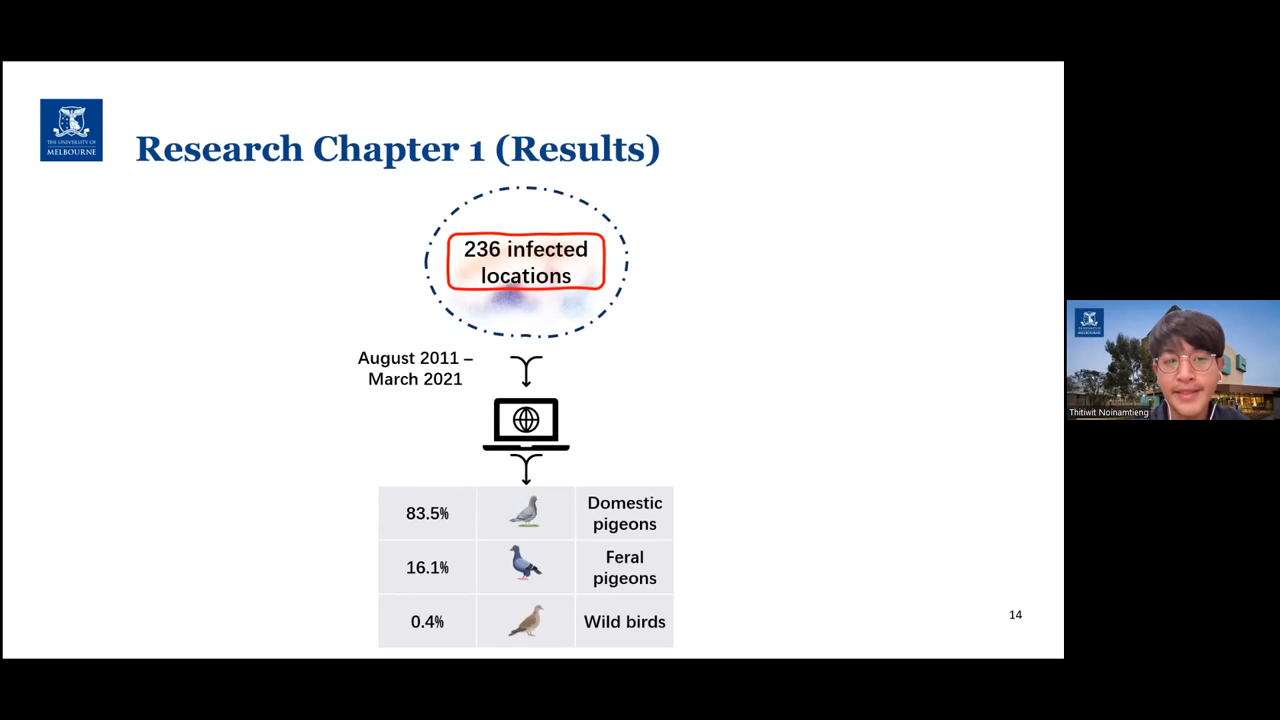 THE UNIVERSITY OF
MELBOURNE
Research Chapter 1 (Results)
236 infected
locations
August 2011 –
March 2021
83.5%
Domestic
pigeons
16.1%
Feral
pigeons
0.4%
Wild birds
14
Thitiwit Noinamtieng